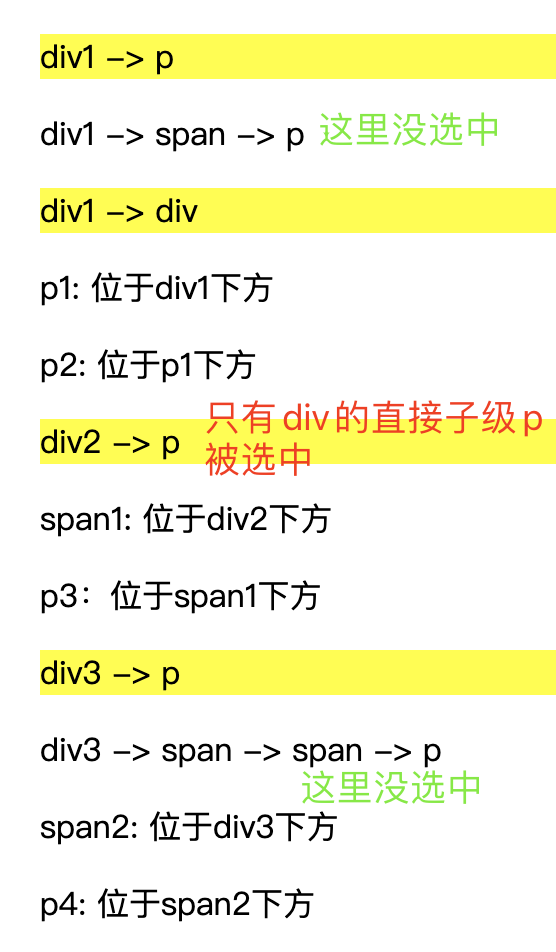 div1 –> p
div1 –> span –> p 这里没选中
div1 –> div
p1: 位于div1下方
p2: 位于p1下方
只有div的直接子级p
div2 –> p
被选中
span1: 位于div2下方
p3：位于span1下方
div3 –> p
div3 –> span –> span –> p
这里没选中
span2: 位于div3下方
p4: 位于span2下方